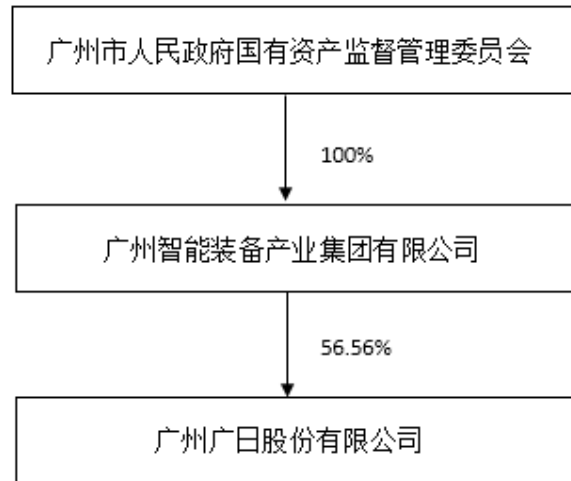 广州市人民政府国有资产监督管理委员会
100%
广州智能装备产业集团有限公司
56.56%
广州广日股份有限公司